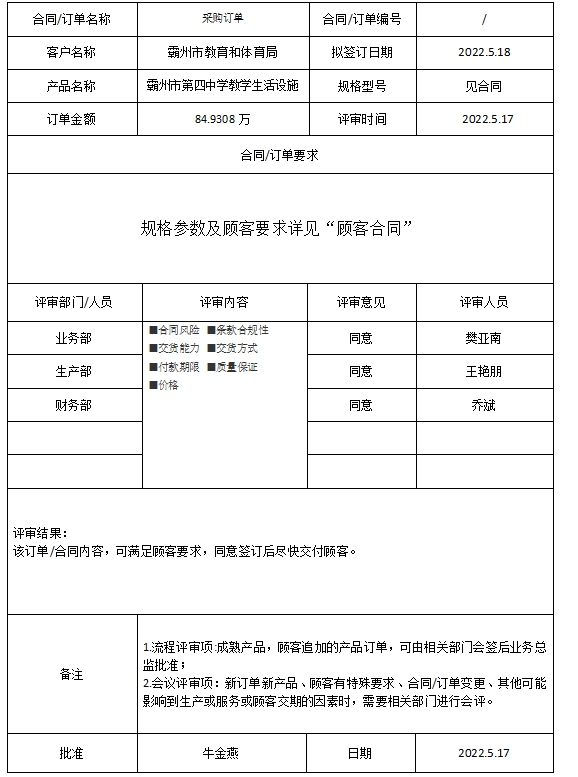 合同/订单名称 采购订单 合同/订单编号 /
客户名称 霸州市教育和体育局 拟签订日期 2022.5.18
产品名称 霸州市第四中学教学生活设施 规格型号 见合同
订单金额 84.9308 万 评审时间 2022.5.17
合同/订单要求
规格参数及顾客要求详见“顾客合同”
评审部门/人员 评审内容 评审意见 评审人员
业务部 ■合同风险 ■条款合规性 同意 樊亚南
■交货能力 ■交货方式
生产部 ■付款期限 ■质量保证 同意 王艳朋
■价格
财务部 同意 乔斌
评审结果：
该订单/合同内容，可满足顾客要求，同意签订后尽快交付顾客。
备注
1.流程评审项:成熟产品，顾客追加的产品订单，可由相关部门会签后业务总
监批准；
2.会议评审项：新订单新产品、顾客有特殊要求、合同/订单变更、其他可能
影响到生产或服务或顾客交期的因素时，需要相关部门进行会评。
批准 牛金燕 日期 2022.5.17